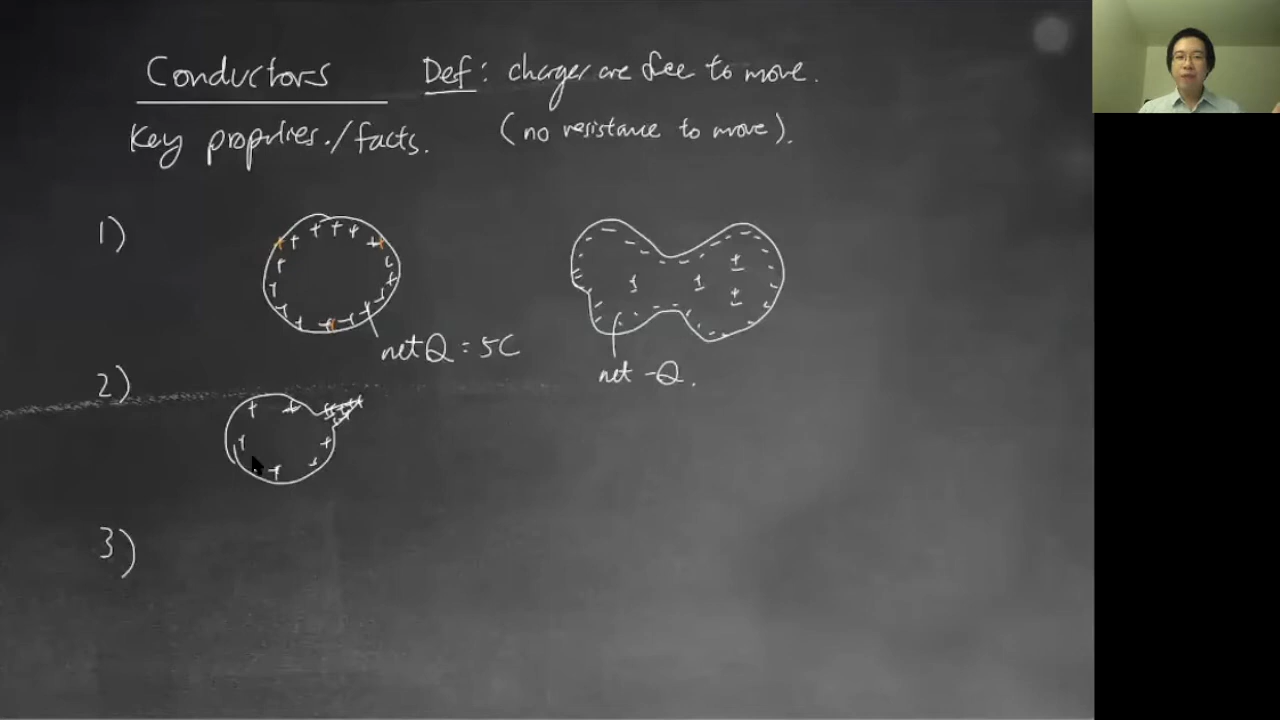 Conductors Def: charges are free to move.
Key propulies./facts. (no resistance to move).
1)
net Q = 5C
net -Q.
2)
3)